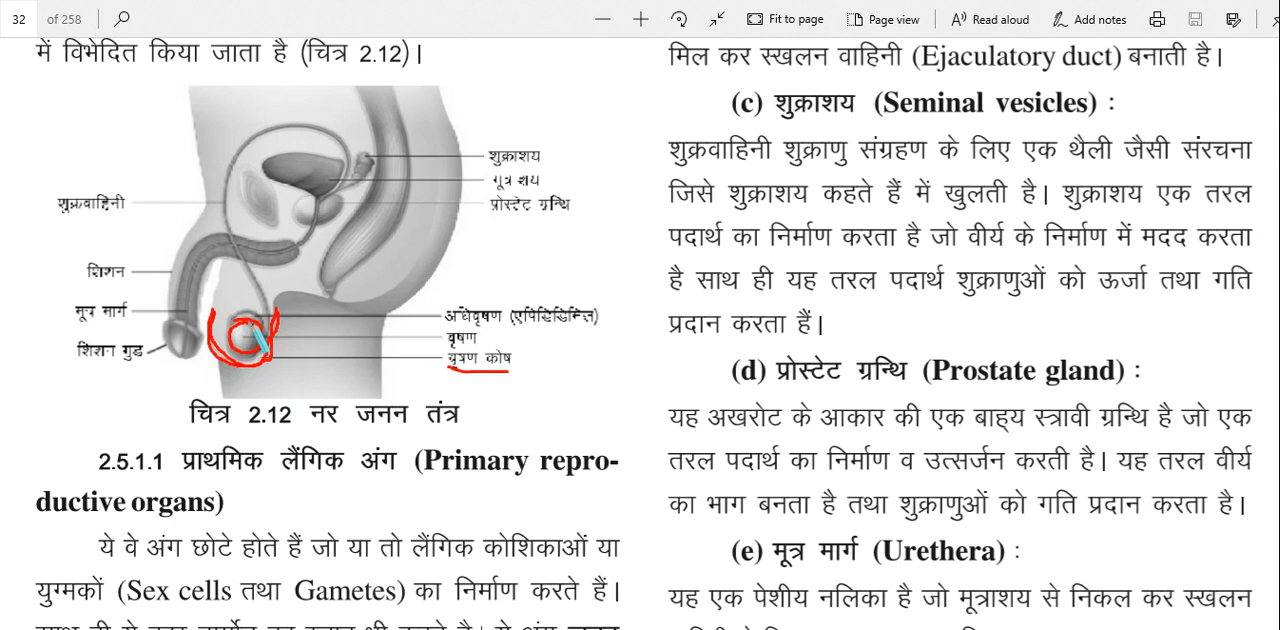 32 of 258 Fit to page Page view Read aloud Add notes
में विभेदित किया जाता है (चित्र 2.12)।
शुक्राशय
मूत्र शय
प्रोस्टेट ग्रन्थि
शुक्रवाहिनी
शिशन
मूत्र मार्ग
शिशन मुड
अधिवृषण (एपिडिडिमिस)
वृषण
वृषण कोष
चित्र 2.12 नर जनन तंत्र
2.5.1.1 प्राथमिक लैंगिक अंग (Primary repro-
ductive organs)
ये वे अंग छोटे होते हैं जो या तो लैंगिक कोशिकाओं या
युग्मकों (Sex cells तथा Gametes) का निर्माण करते हैं।
मिल कर स्खलन वाहिनी (Ejaculatory duct) बनाती है।
(c) शुक्राशय (Seminal vesicles) :
शुक्रवाहिनी शुक्राणु संग्रहण के लिए एक थैली जैसी संरचना
जिसे शुक्राशय कहते हैं में खुलती है। शुक्राशय एक तरल
पदार्थ का निर्माण करता है जो वीर्य के निर्माण में मदद करता
है साथ ही यह तरल पदार्थ शुक्राणुओं को ऊर्जा तथा गति
प्रदान करता हैं।
(d) प्रोस्टेट ग्रन्थि (Prostate gland) :
यह अखरोट के आकार की एक बाह्य स्त्रावी ग्रन्थि है जो एक
तरल पदार्थ का निर्माण व उत्सर्जन करती है। यह तरल वीर्य
का भाग बनता है तथा शुक्राणुओं को गति प्रदान करता है।
(e) मूत्र मार्ग (Urethera) :
यह एक पेशीय नलिका है जो मूत्राशय से निकल कर स्खलन